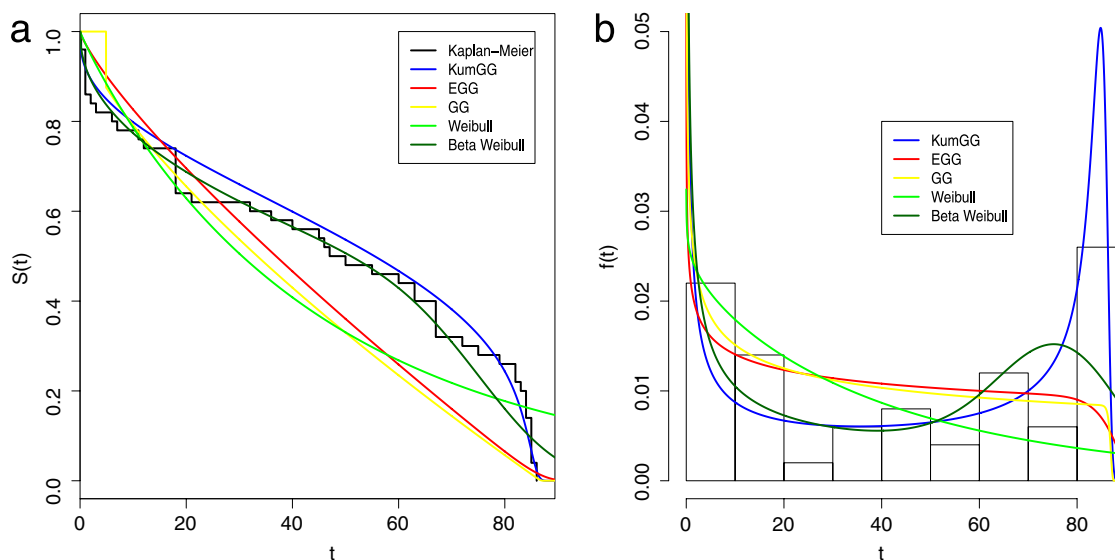 a
S(t)
1.0
0.8
0.6
0.4
0.2
0.0
0
20
40
60
80
t
Kaplan−Meier
KumGG
EGG
GG
Weibull
Beta Weibull
b
f(t)
0.05
0.04
0.03
0.02
0.01
0.00
0
20
40
60
80
t
KumGG
EGG
GG
Weibull
Beta Weibull